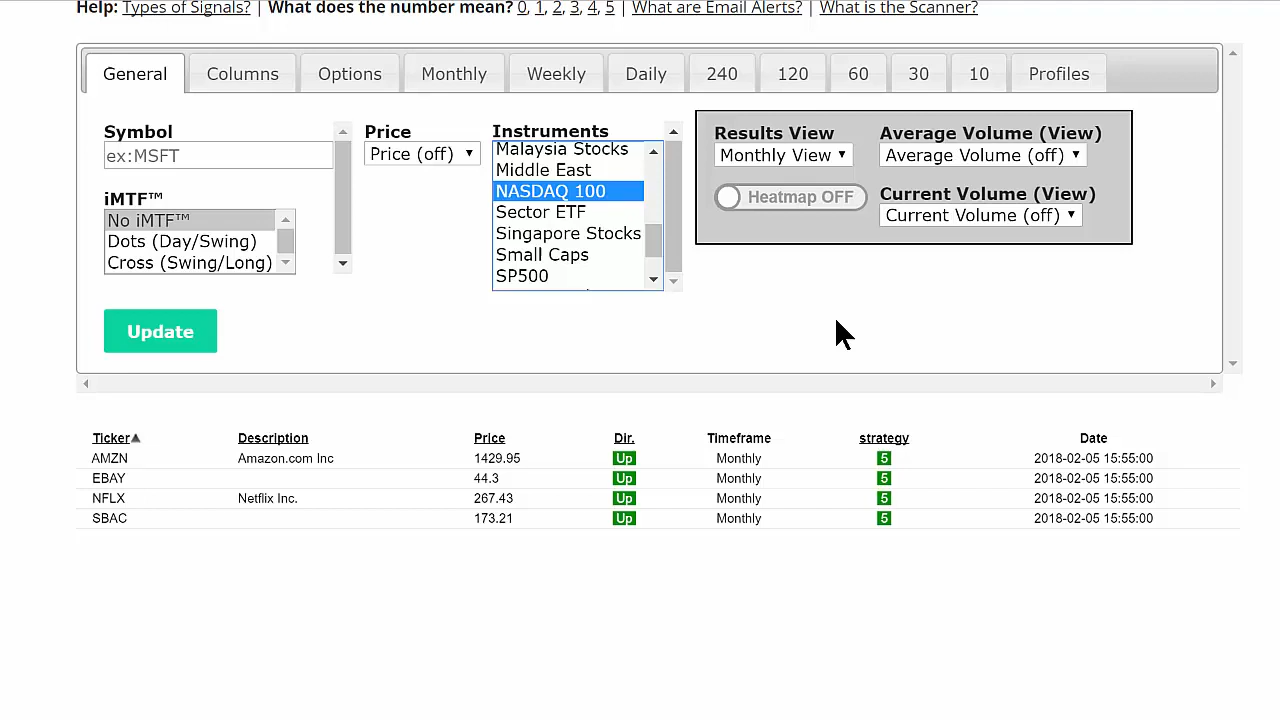 Help: Types of Signals? | What does the number mean? 0, 1, 2, 3, 4, 5 | What are Email Alerts? | What is the Scanner?
General Columns Options Monthly Weekly Daily 240 120 60 30 10 Profiles
Symbol
ex:MSFT
iMTF™
No iMTF™
Dots (Day/Swing)
Cross (Swing/Long)
Price
Price (off)
Instruments
Malaysia Stocks
Middle East
NASDAQ 100
Sector ETF
Singapore Stocks
Small Caps
SP500
Results View
Monthly View
Heatmap OFF
Average Volume (View)
Average Volume (off)
Current Volume (View)
Current Volume (off)
Update
Ticker Description Price Dir. Timeframe strategy Date
AMZN Amazon.com Inc 1429.95 Up Monthly 5 2018-02-05 15:55:00
EBAY 44.3 Up Monthly 5 2018-02-05 15:55:00
NFLX Netflix Inc. 267.43 Up Monthly 5 2018-02-05 15:55:00
SBAC 173.21 Up Monthly 5 2018-02-05 15:55:00